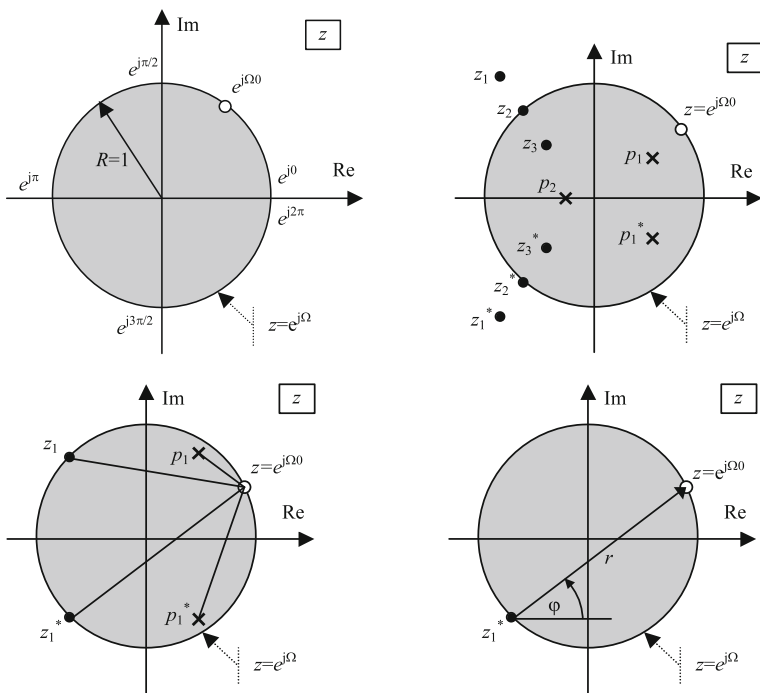 Im
z
e^{jπ/2}
e^{jΩ0}
R=1
Re
e^{jπ}
e^{j0}
e^{j2π}
e^{j3π/2}
z=e^{jΩ}
Im
z
z_1
z_2
z=e^{jΩ0}
z_3
p_1
Re
p_2
z_3^*
p_1^*
z_2^*
z_1^*
z=e^{jΩ}
Im
z
z_1
p_1
z=e^{jΩ0}
Re
p_1^*
z_1^*
z=e^{jΩ}
Im
z
z=e^{jΩ0}
Re
r
φ
z_1^*
z=e^{jΩ}